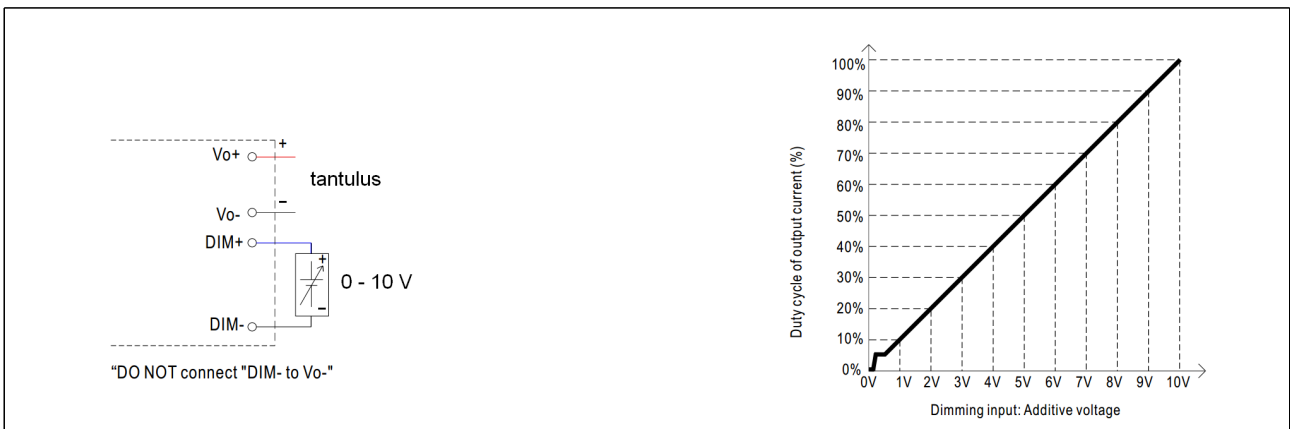 Vo+
+
tantulus
Vo-
−
DIM+
+
0 - 10 V
−
DIM-
“DO NOT connect "DIM- to Vo-"
Duty cycle of output current (%)
100%
90%
80%
70%
60%
50%
40%
30%
20%
10%
0%
0V 1V 2V 3V 4V 5V 6V 7V 8V 9V 10V
Dimming input: Additive voltage